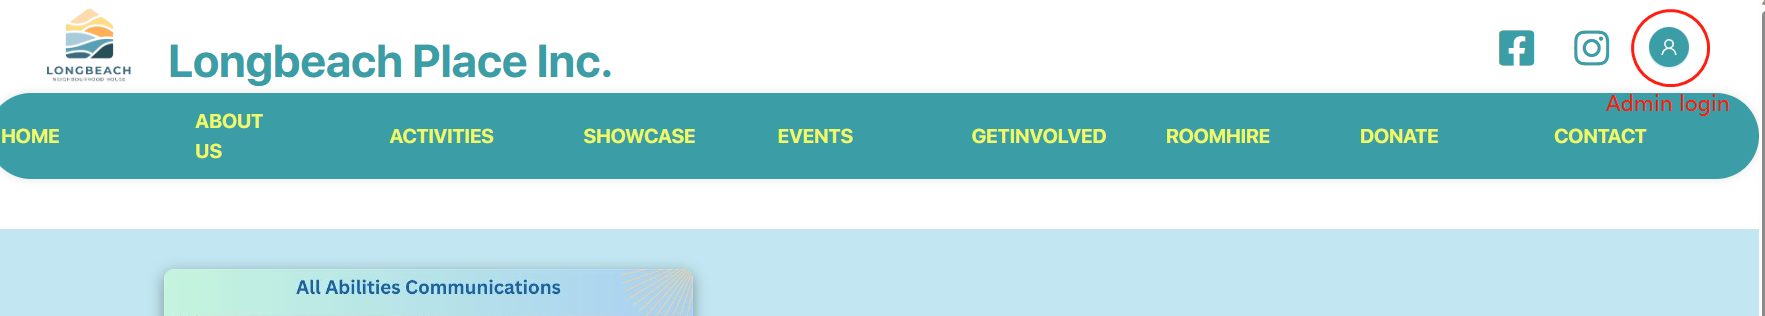 LONGBEACH
NEIGHBOURHOOD HOUSE
Longbeach Place Inc.
Admin login
HOME
ABOUT
US
ACTIVITIES
SHOWCASE
EVENTS
GETINVOLVED
ROOMHIRE
DONATE
CONTACT
All Abilities Communications